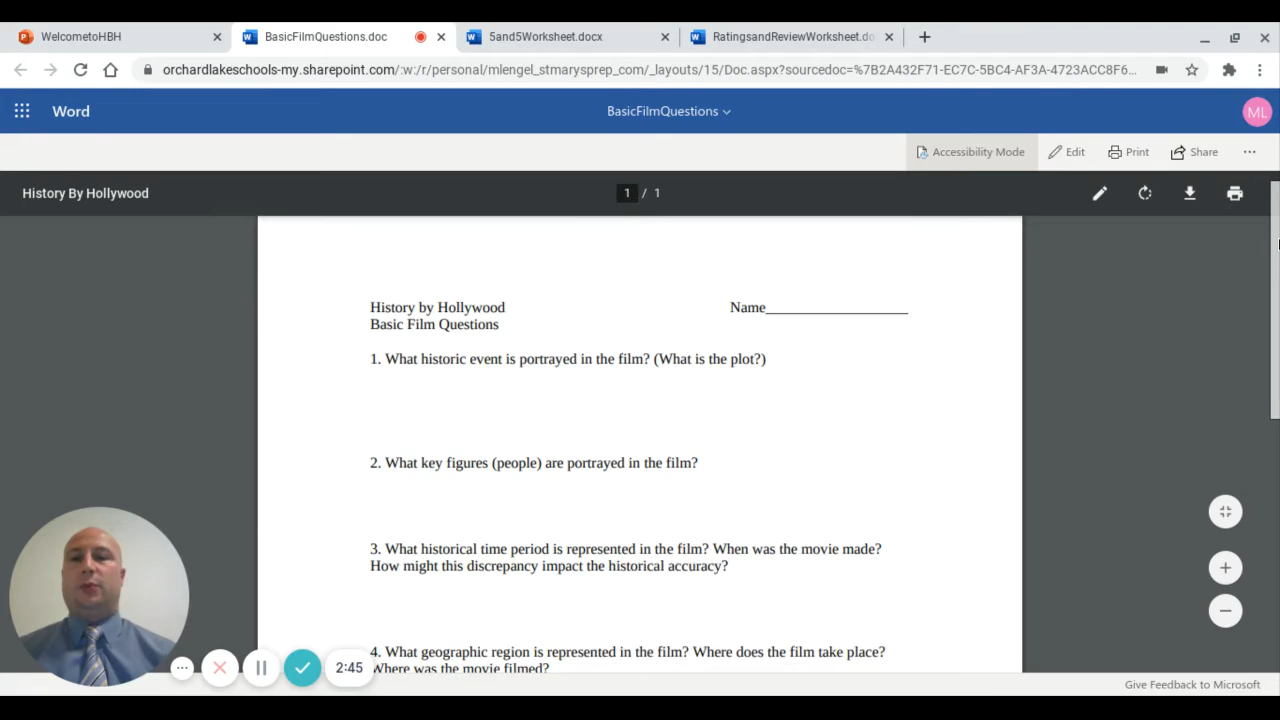 WelcometoHBH
BasicFilmQuestions.doc
5and5Worksheet.docx
RatingsandReviewWorksheet.do
orchardlakeschools-my.sharepoint.com/:w:/r/personal/mlengel_stmarysprep_com/_layouts/15/Doc.aspx?sourcedoc=%7B2A432F71-EC7C-5BC4-AF3A-4723ACC8F6...
Word
BasicFilmQuestions
ML
Accessibility Mode
Edit
Print
Share
History By Hollywood
1 / 1
History by Hollywood Name___________________
Basic Film Questions
1. What historic event is portrayed in the film? (What is the plot?)
2. What key figures (people) are portrayed in the film?
3. What historical time period is represented in the film? When was the movie made?
How might this discrepancy impact the historical accuracy?
4. What geographic region is represented in the film? Where does the film take place?
Where was the movie filmed?
2:45
Give Feedback to Microsoft